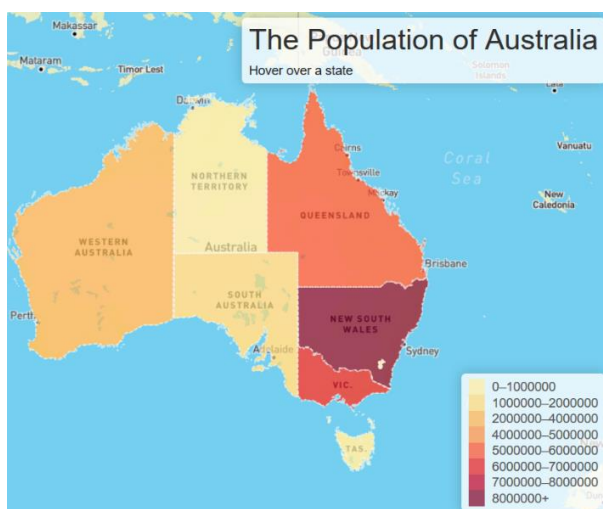 Makassar
Mataram
Timor Lest
The Population of Australia
Hover over a state
Solomon
Islands
Darwin
Cairns
Townsville
Mackay
Coral
Sea
Vanuatu
New
Caledonia
NORTHERN
TERRITORY
QUEENSLAND
WESTERN
AUSTRALIA
Australia
Brisbane
SOUTH
AUSTRALIA
NEW SOUTH
WALES
Perth
Adelaide
Sydney
VIC.
TAS.
0–1000000
1000000–2000000
2000000–4000000
4000000–5000000
5000000–6000000
6000000–7000000
7000000–8000000
8000000+